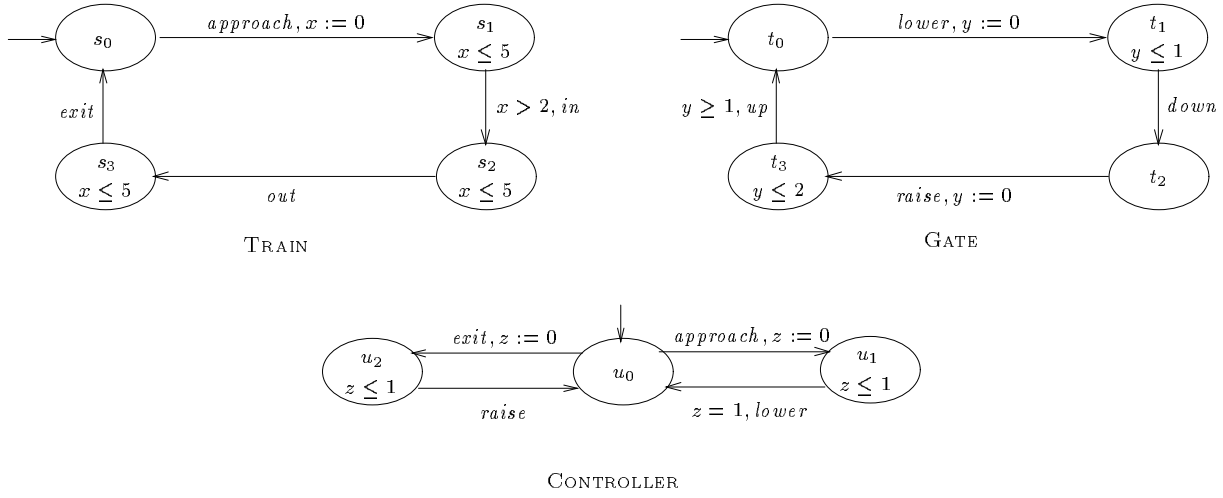 approach, x := 0
s₀
s₁
x ≤ 5
exit
x > 2, in
s₃
x ≤ 5
out
s₂
x ≤ 5
TRAIN
lower, y := 0
t₀
t₁
y ≤ 1
y ≥ 1, up
down
t₃
y ≤ 2
raise, y := 0
t₂
GATE
exit, z := 0
approach, z := 0
u₂
z ≤ 1
u₀
u₁
z ≤ 1
raise
z = 1, lower
CONTROLLER